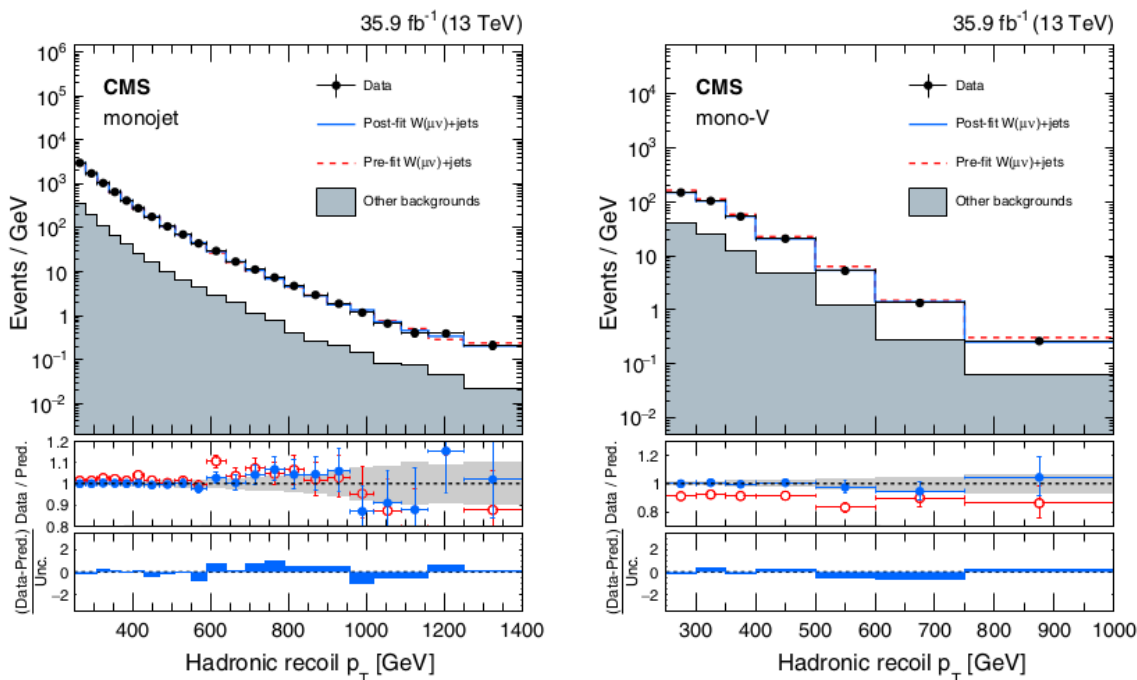 35.9 fb⁻¹ (13 TeV)
10⁶
10⁵
10⁴
10³
10²
10
1
10⁻¹
10⁻²
Events / GeV
CMS
monojet
Data
Post-fit W(μν)+jets
Pre-fit W(μν)+jets
Other backgrounds
1.2
1.1
1.0
0.9
0.8
Data / Pred.
2
0
−2
(Data-Pred.)
Unc.
400 600 800 1000 1200 1400
Hadronic recoil p_T [GeV]
35.9 fb⁻¹ (13 TeV)
10⁴
10³
10²
10
1
10⁻¹
10⁻²
Events / GeV
CMS
mono-V
Data
Post-fit W(μν)+jets
Pre-fit W(μν)+jets
Other backgrounds
1.2
1.0
0.8
Data / Pred.
2
0
−2
(Data-Pred.)
Unc.
300 400 500 600 700 800 900 1000
Hadronic recoil p_T [GeV]